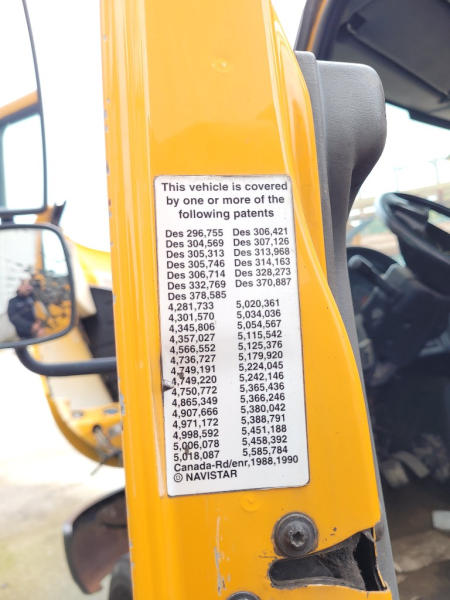 This vehicle is covered
by one or more of the
following patents
Des 296,755 Des 306,421
Des 304,569 Des 307,126
Des 305,313 Des 313,968
Des 305,746 Des 314,163
Des 306,714 Des 328,273
Des 332,769 Des 370,887
Des 378,585
4,281,733 5,020,361
4,301,570 5,034,036
4,345,806 5,054,567
4,357,027 5,115,542
4,566,552 5,125,376
4,736,727 5,179,920
4,749,191 5,224,045
4,749,220 5,242,146
4,750,772 5,365,436
4,865,349 5,366,246
4,907,666 5,380,042
4,971,172 5,388,791
4,998,592 5,451,188
5,006,078 5,458,392
5,018,087 5,585,784
Canada-Rd/enr,1988,1990
© NAVISTAR